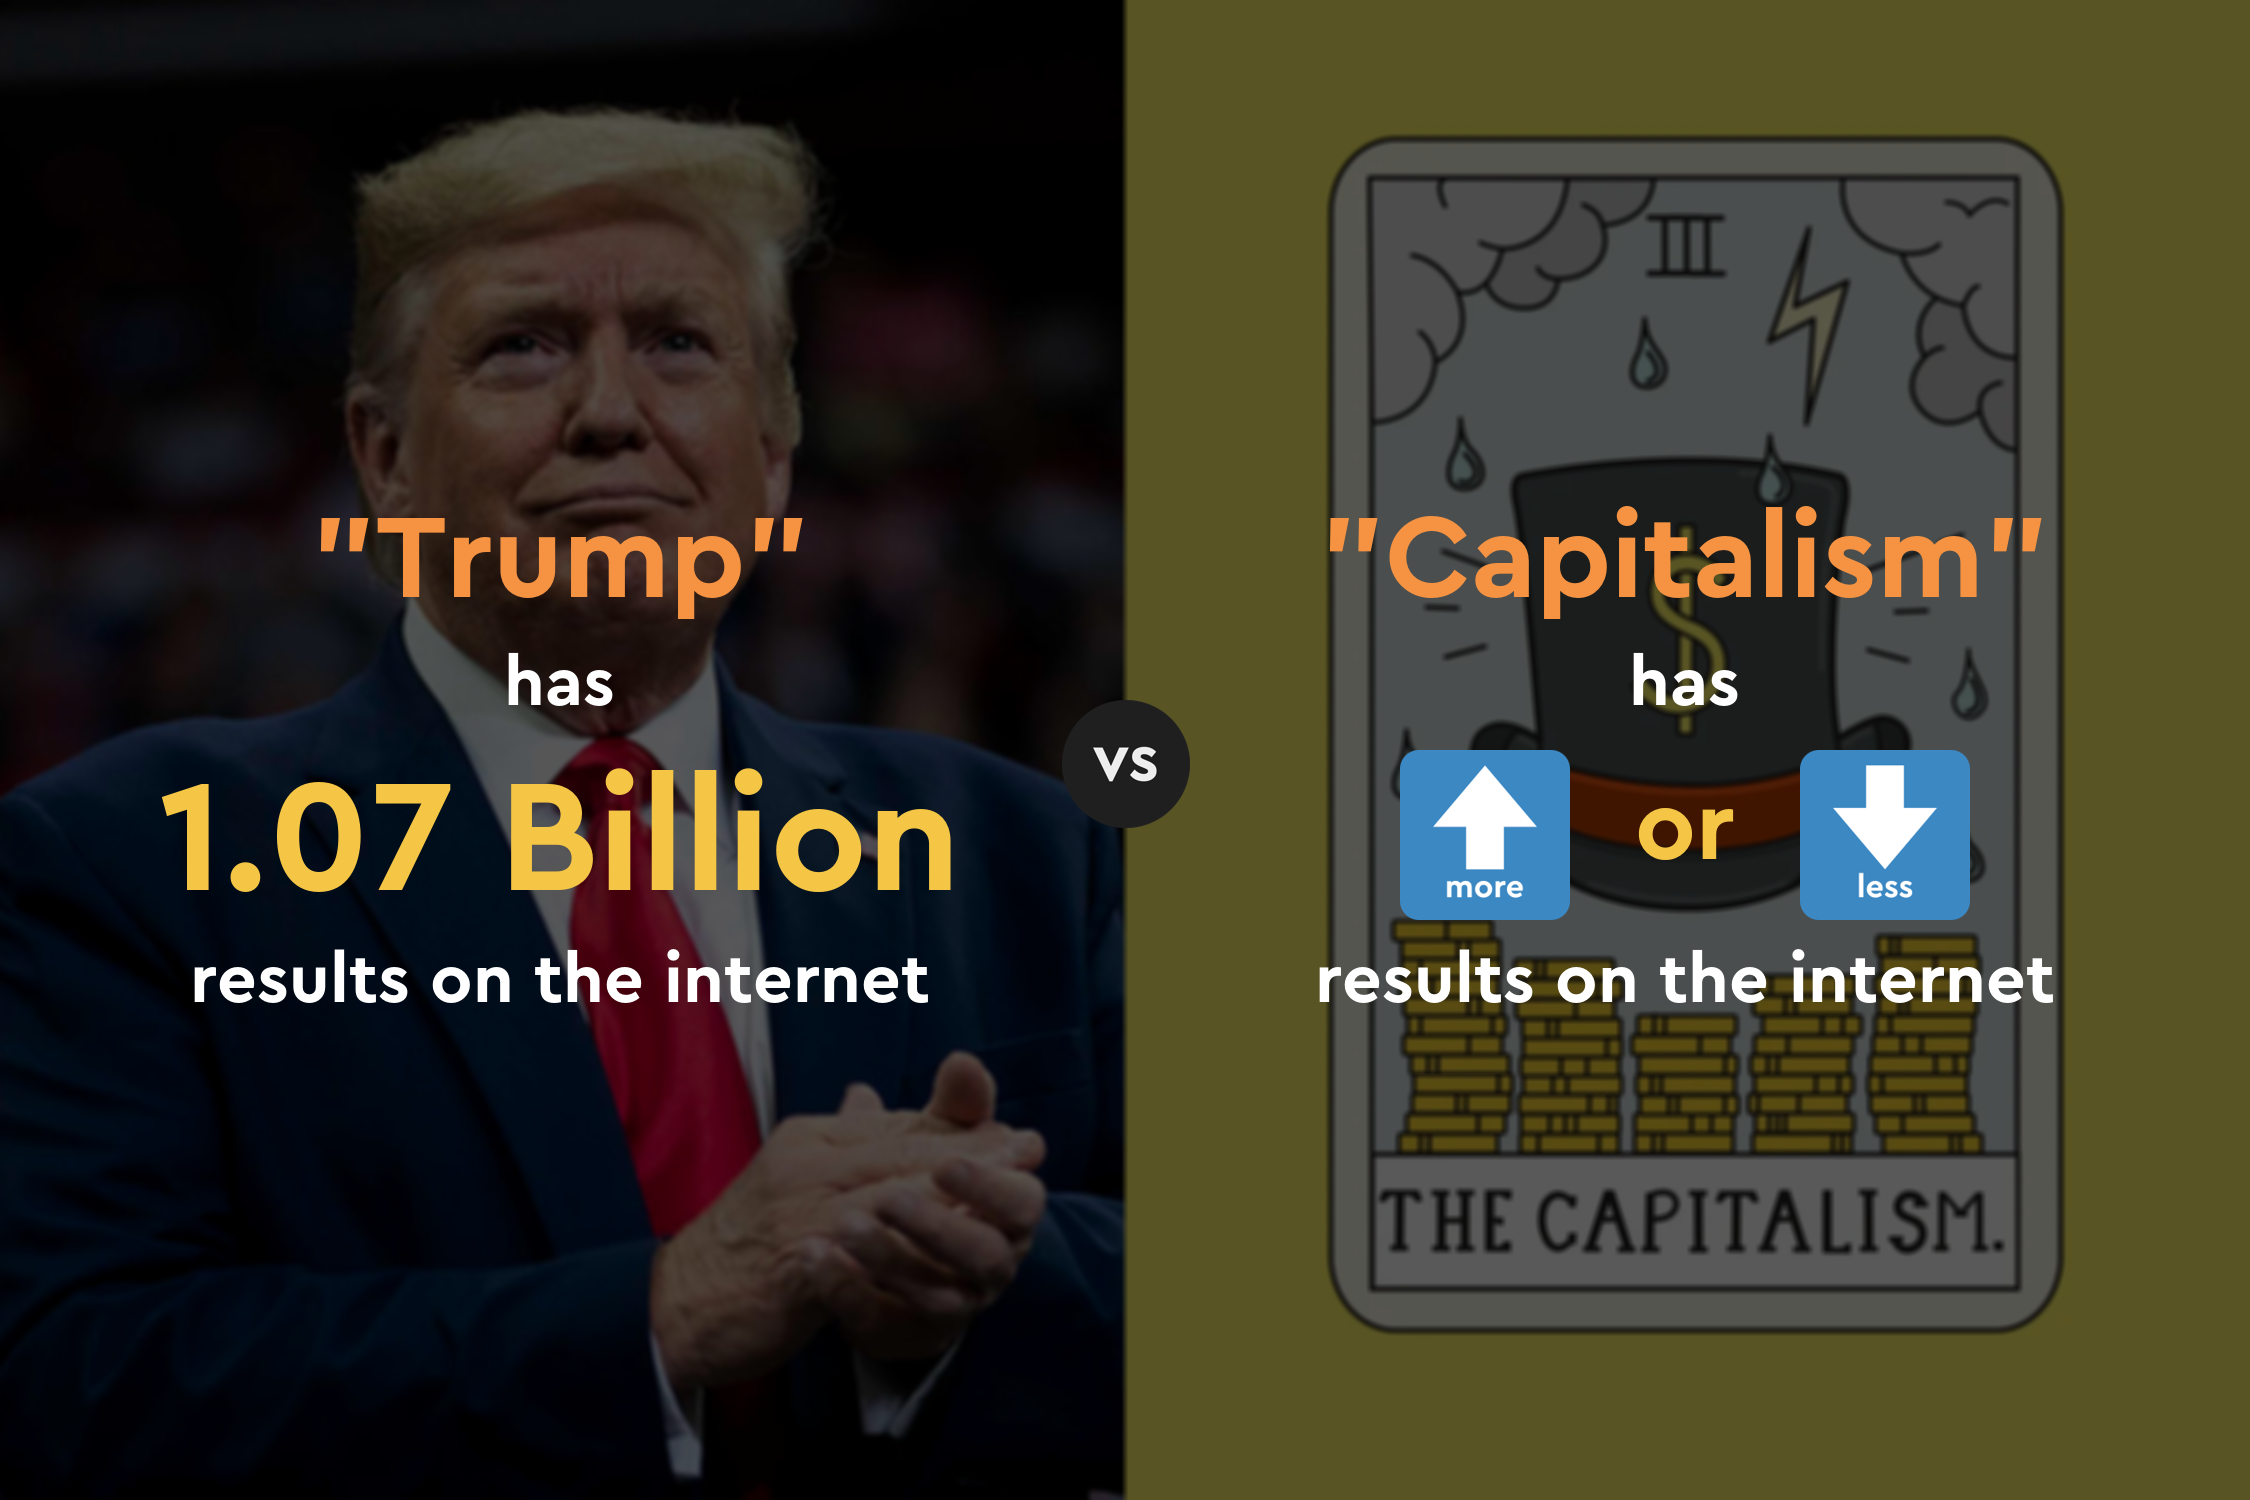 "Trump"
has
1.07 Billion
results on the internet
vs
III
"Capitalism"
$
has
more
or
less
results on the internet
THE CAPITALISM.